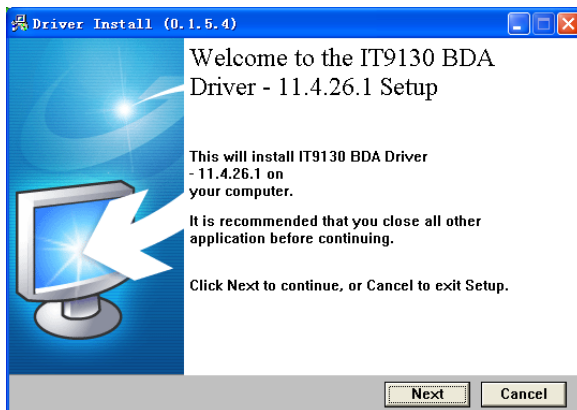 Driver Install (0.1.5.4)
Welcome to the IT9130 BDA
Driver - 11.4.26.1 Setup
This will install IT9130 BDA Driver
- 11.4.26.1 on
your computer.
It is recommended that you close all other
application before continuing.
Click Next to continue, or Cancel to exit Setup.
Next
Cancel